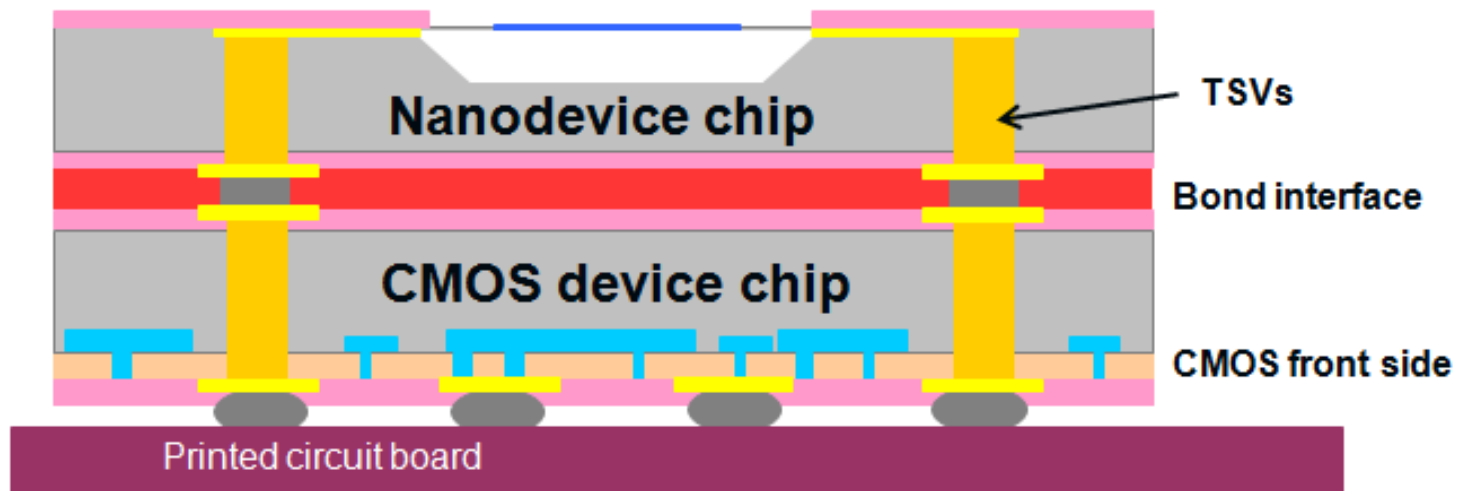 TSVs
Nanodevice chip
Bond interface
CMOS device chip
CMOS front side
Printed circuit board